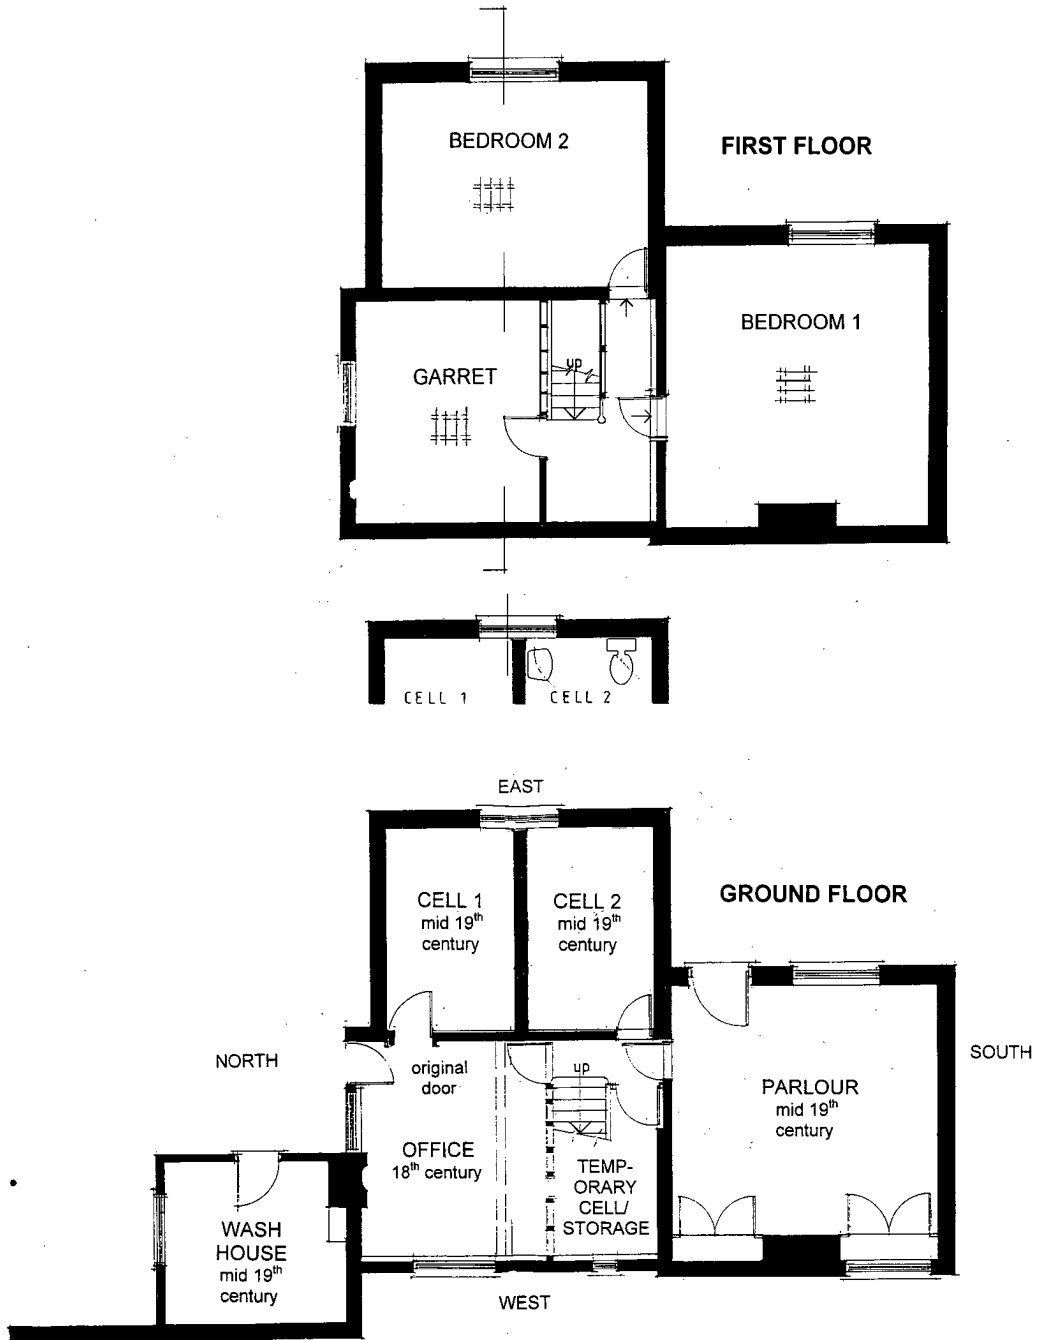 BEDROOM 2
FIRST FLOOR
BEDROOM 1
GARRET
up
CELL 1
CELL 2
EAST
GROUND FLOOR
CELL 1
mid 19th
century
CELL 2
mid 19th
century
NORTH
SOUTH
original
door
up
PARLOUR
mid 19th
century
OFFICE
18th century
TEMP-
ORARY
CELL/
STORAGE
WASH
HOUSE
mid 19th
century
WEST